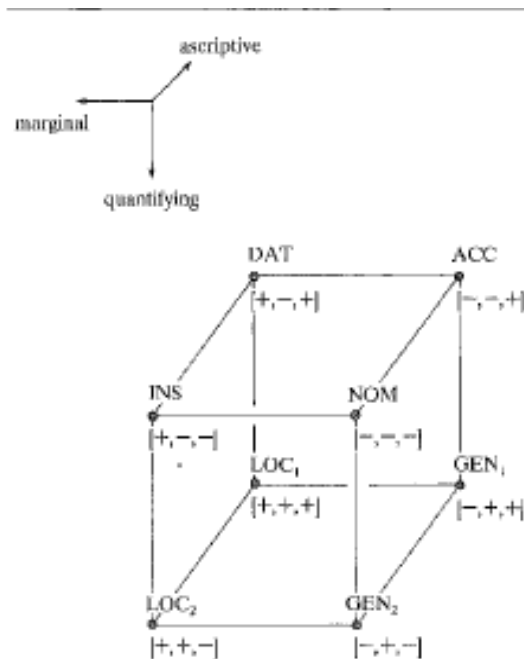 ascriptive
marginal
quantifying
DAT ACC
[+,−,+] [−,−,+]
INS NOM
[+,−,−] [−,−,−]
LOC₁ GEN₁
[+,+,+] [−,+,+]
LOC₂ GEN₂
[+,+,−] [−,+,−]